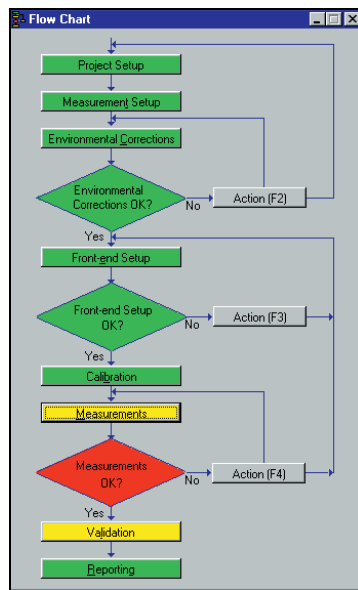 Flow Chart
Project Setup
Measurement Setup
Environmental Corrections
Environmental
Corrections OK?
No
Action (F2)
Yes
Front-end Setup
Front-end Setup
OK?
No
Action (F3)
Yes
Calibration
Measurements
Measurements
OK?
No
Action (F4)
Yes
Validation
Reporting